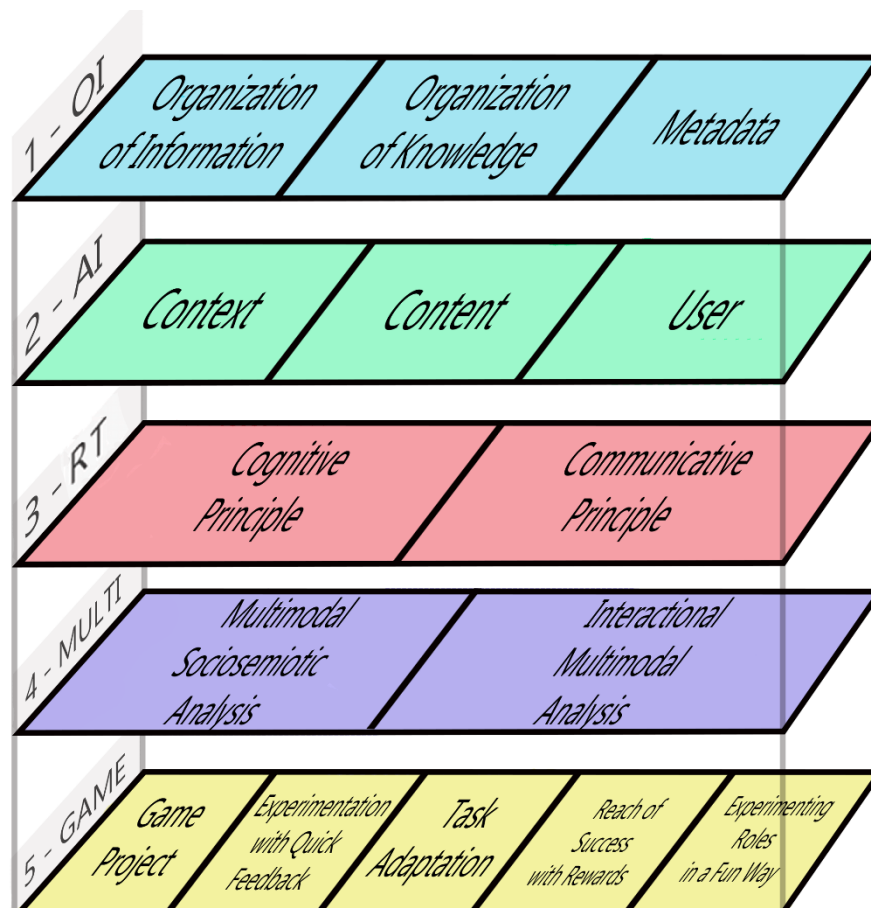 1 - OI
Organization
of Information
Organization
of Knowledge
Metadata
2 - AI
Context
Content
User
3 - RT
Cognitive
Principle
Communicative
Principle
4 - MULTI
Multimodal
Sociosemiotic
Analysis
Interactional
Multimodal
Analysis
5 - GAME
Game
Project
Experimentation
with Quick
Feedback
Task
Adaptation
Reach of
Success
with Rewards
Experimenting
Roles
in a Fun Way